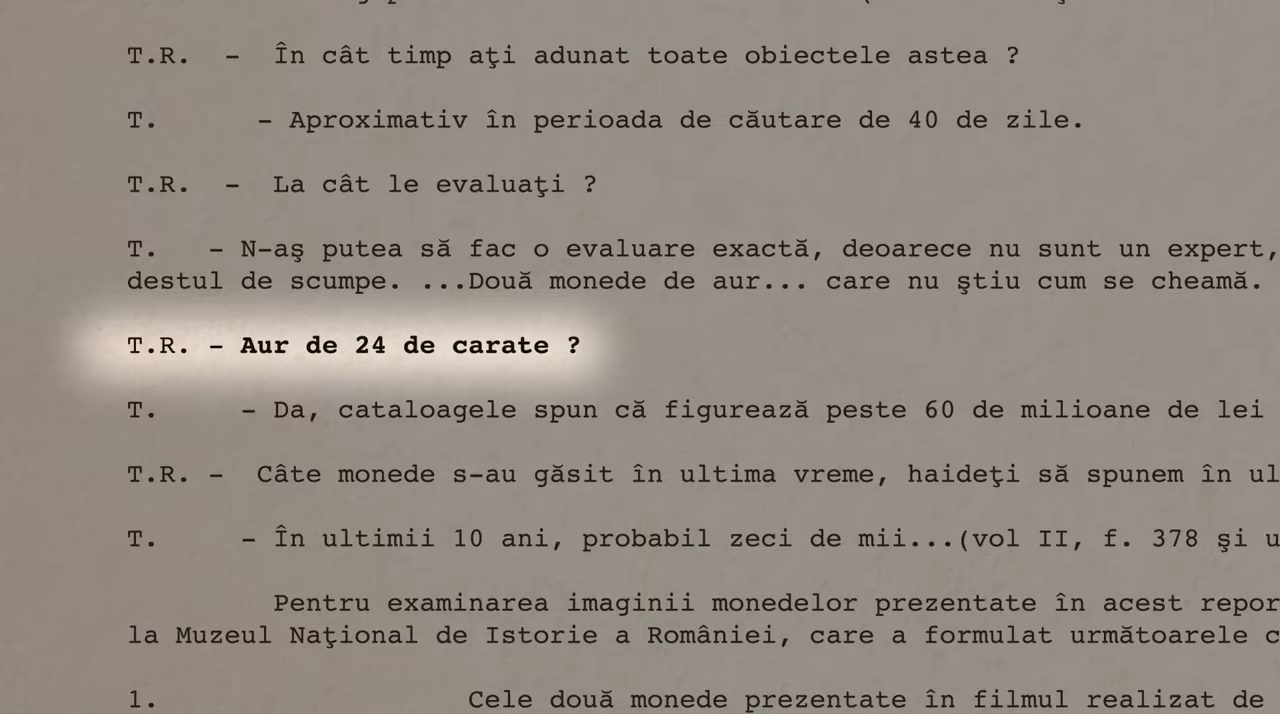 T.R. – În cât timp aţi adunat toate obiectele astea ?
T. – Aproximativ în perioada de căutare de 40 de zile.
T.R. – La cât le evaluaţi ?
T. – N-aş putea să fac o evaluare exactă, deoarece nu sunt un expert,
destul de scumpe. ...Două monede de aur... care nu ştiu cum se cheamă.
T.R. – Aur de 24 de carate ?
T. – Da, cataloagele spun că figurează peste 60 de milioane de lei
T.R. – Câte monede s-au găsit în ultima vreme, haideţi să spunem în ul
T. – În ultimii 10 ani, probabil zeci de mii...(vol II, f. 378 şi u
Pentru examinarea imaginii monedelor prezentate în acest repor
la Muzeul Naţional de Istorie a României, care a formulat următoarele c
1. Cele două monede prezentate în filmul realizat de